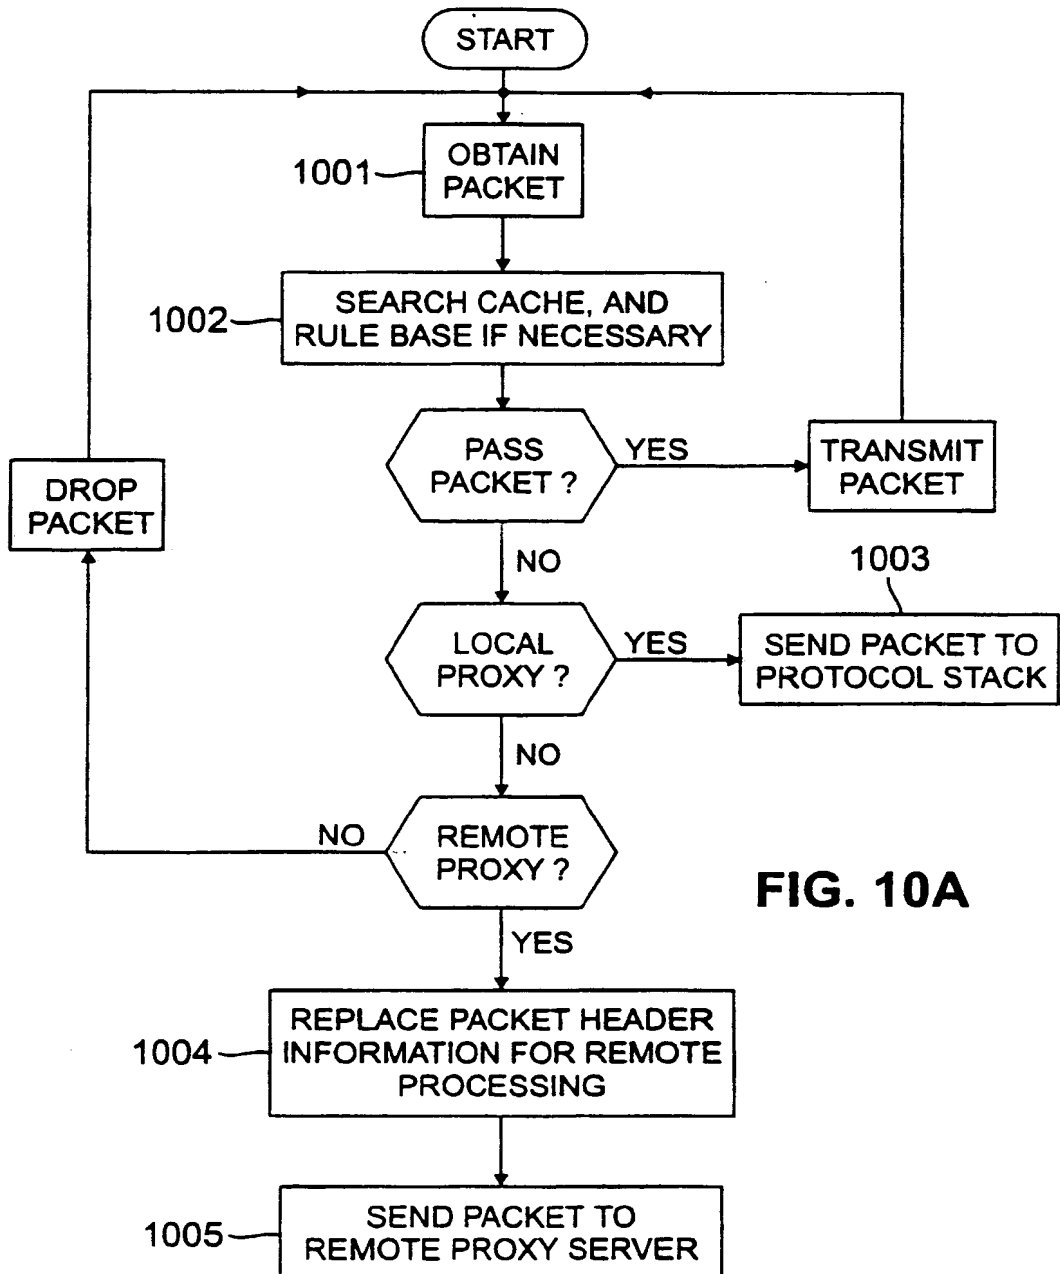 START
1001
OBTAIN
PACKET
1002
SEARCH CACHE, AND
RULE BASE IF NECESSARY
PASS
PACKET ?
YES
TRANSMIT
PACKET
DROP
PACKET
NO
1003
LOCAL
PROXY ?
YES
SEND PACKET TO
PROTOCOL STACK
NO
NO
REMOTE
PROXY ?
FIG. 10A
YES
1004
REPLACE PACKET HEADER
INFORMATION FOR REMOTE
PROCESSING
1005
SEND PACKET TO
REMOTE PROXY SERVER